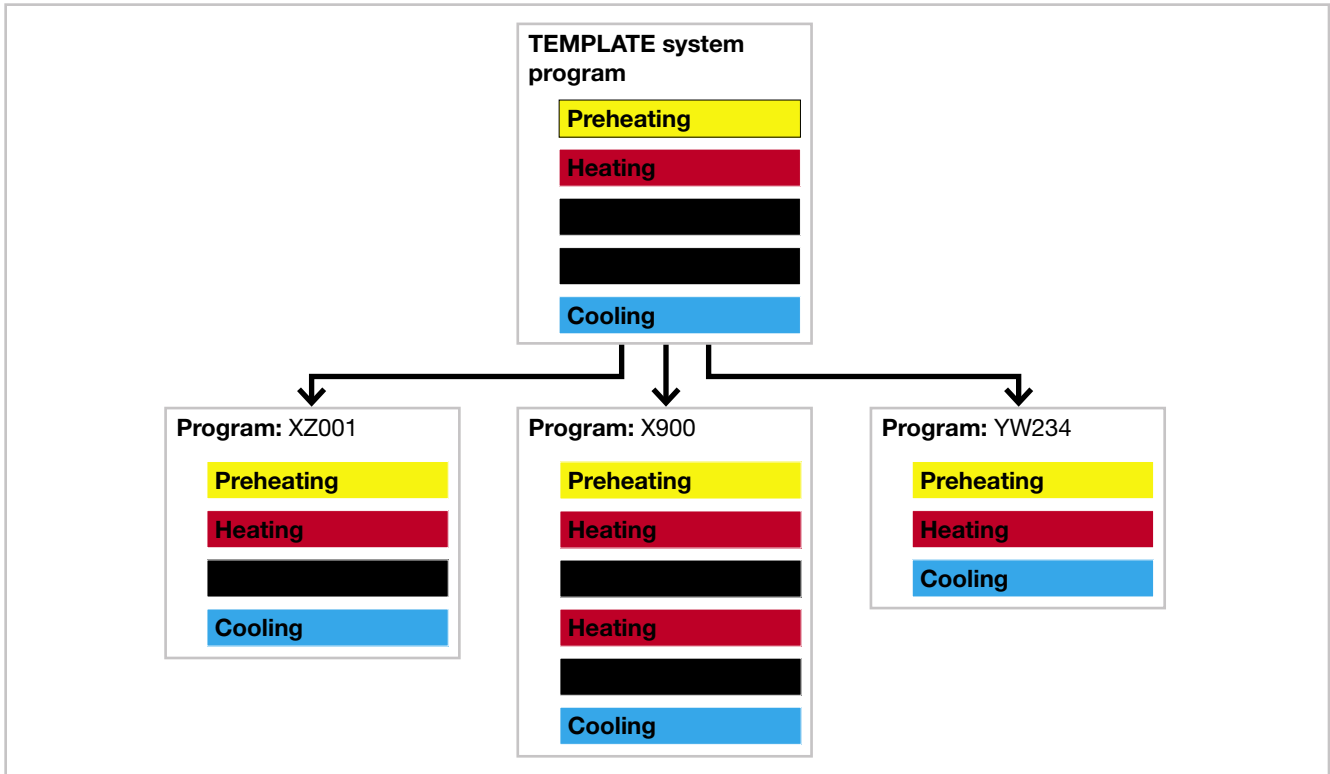 TEMPLATE system
program
Preheating
Heating
Cooling
Program: XZ001
Preheating
Heating
Cooling
Program: X900
Preheating
Heating
Heating
Cooling
Program: YW234
Preheating
Heating
Cooling